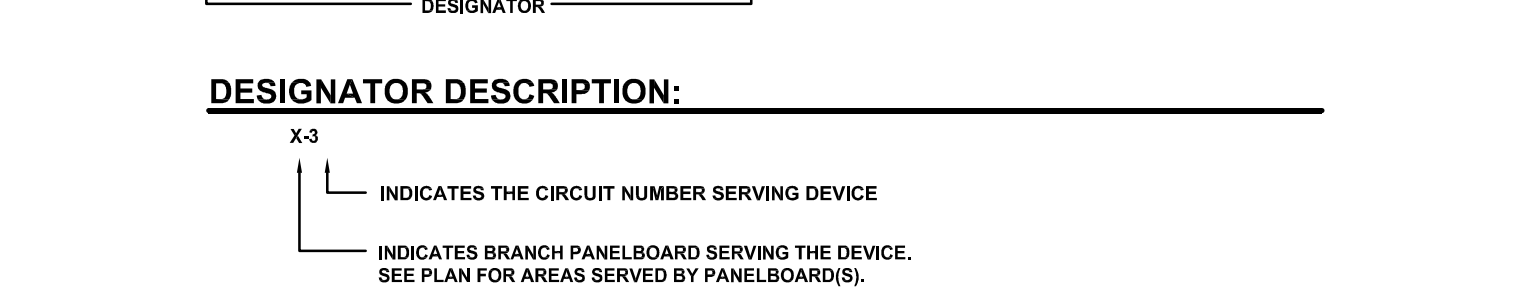 DESIGNATOR
DESIGNATOR DESCRIPTION:
X-3
INDICATES THE CIRCUIT NUMBER SERVING DEVICE
INDICATES BRANCH PANELBOARD SERVING THE DEVICE.
SEE PLAN FOR AREAS SERVED BY PANELBOARD(S).